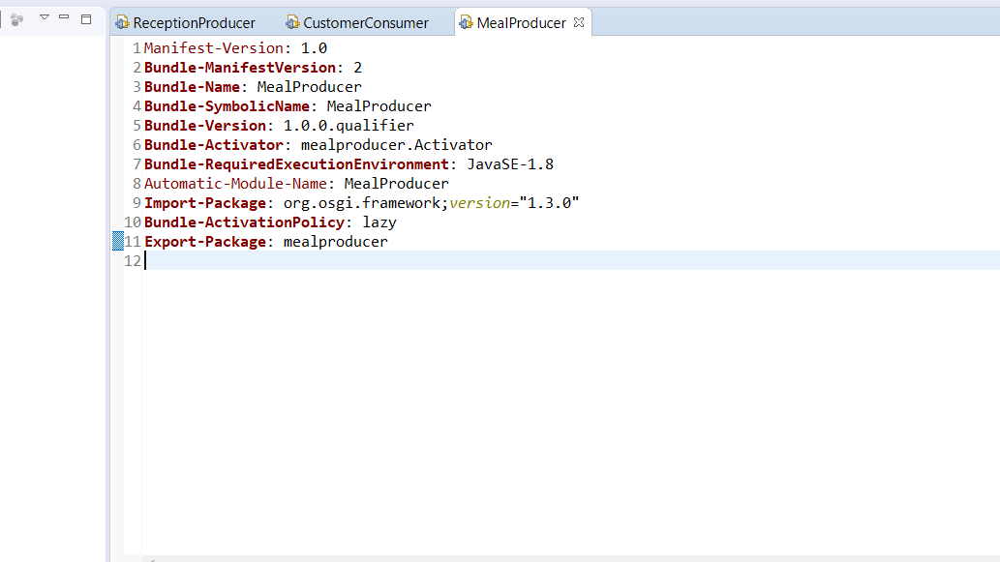 ReceptionProducer CustomerConsumer MealProducer
1 Manifest-Version: 1.0
2 Bundle-ManifestVersion: 2
3 Bundle-Name: MealProducer
4 Bundle-SymbolicName: MealProducer
5 Bundle-Version: 1.0.0.qualifier
6 Bundle-Activator: mealproducer.Activator
7 Bundle-RequiredExecutionEnvironment: JavaSE-1.8
8 Automatic-Module-Name: MealProducer
9 Import-Package: org.osgi.framework;version="1.3.0"
10 Bundle-ActivationPolicy: lazy
11 Export-Package: mealproducer
12